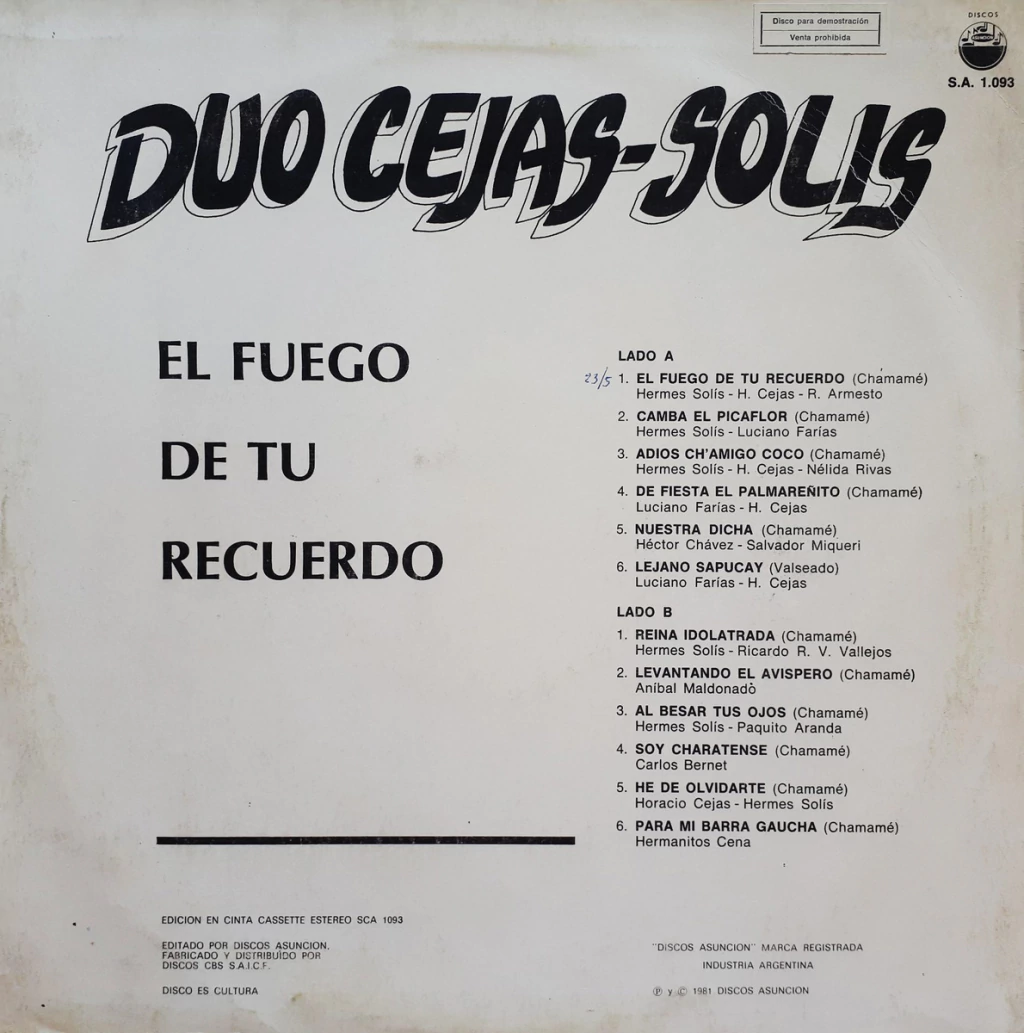 Disco para demostración
Venta prohibida
DISCOS
S.A. 1.093
DUO CEJAS-SOLIS
EL FUEGO
DE TU
RECUERDO
LADO A
23/5 1. EL FUEGO DE TU RECUERDO (Chamamé)
Hermes Solís - H. Cejas - R. Armesto
2. CAMBA EL PICAFLOR (Chamamé)
Hermes Solís - Luciano Farías
3. ADIOS CH'AMIGO COCO (Chamamé)
Hermes Solís - H. Cejas - Nélida Rivas
4. DE FIESTA EL PALMAREÑITO (Chamamé)
Luciano Farías - H. Cejas
5. NUESTRA DICHA (Chamamé)
Héctor Chávez - Salvador Miqueri
6. LEJANO SAPUCAY (Valseado)
Luciano Farías - H. Cejas
LADO B
1. REINA IDOLATRADA (Chamamé)
Hermes Solís - Ricardo R. V. Vallejos
2. LEVANTANDO EL AVISPERO (Chamamé)
Aníbal Maldonadò
3. AL BESAR TUS OJOS (Chamamé)
Hermes Solís - Paquito Aranda
4. SOY CHARATENSE (Chamamé)
Carlos Bernet
5. HE DE OLVIDARTE (Chamamé)
Horacio Cejas - Hermes Solís
6. PARA MI BARRA GAUCHA (Chamamé)
Hermanitos Cena
EDICION EN CINTA CASSETTE ESTEREO SCA 1093
EDITADO POR DISCOS ASUNCION.
FABRICADO Y DISTRIBUÍDO POR
DISCOS CBS S.A.I.C.F.
DISCO ES CULTURA
"DISCOS ASUNCION" MARCA REGISTRADA
INDUSTRIA ARGENTINA
℗ y © 1981 DISCOS ASUNCION